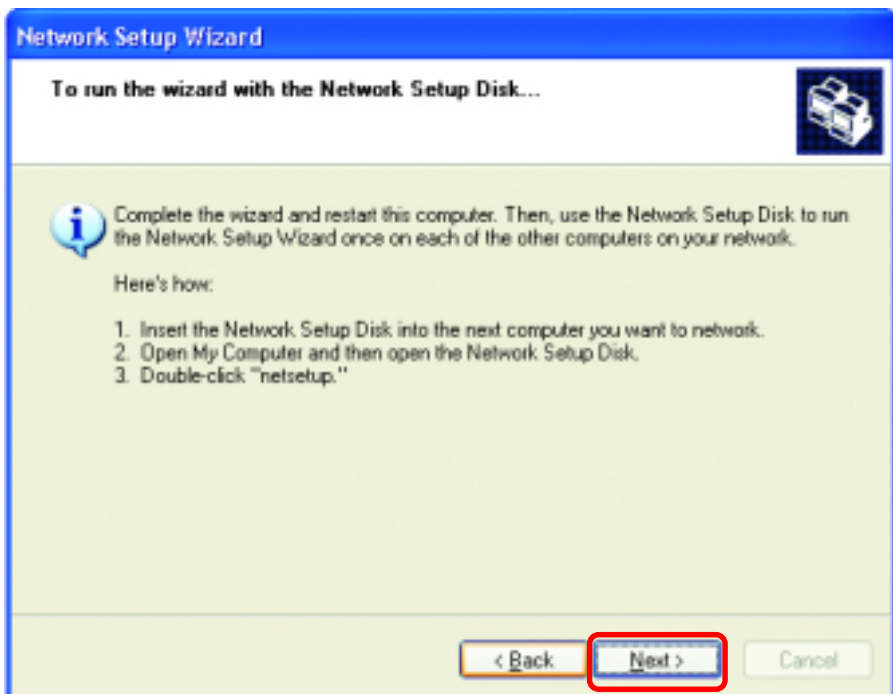 Network Setup Wizard
To run the wizard with the Network Setup Disk...
Complete the wizard and restart this computer. Then, use the Network Setup Disk to run
the Network Setup Wizard once on each of the other computers on your network.
Here's how:
1. Insert the Network Setup Disk into the next computer you want to network.
2. Open My Computer and then open the Network Setup Disk.
3. Double-click "netsetup."
< Back
Next >
Cancel